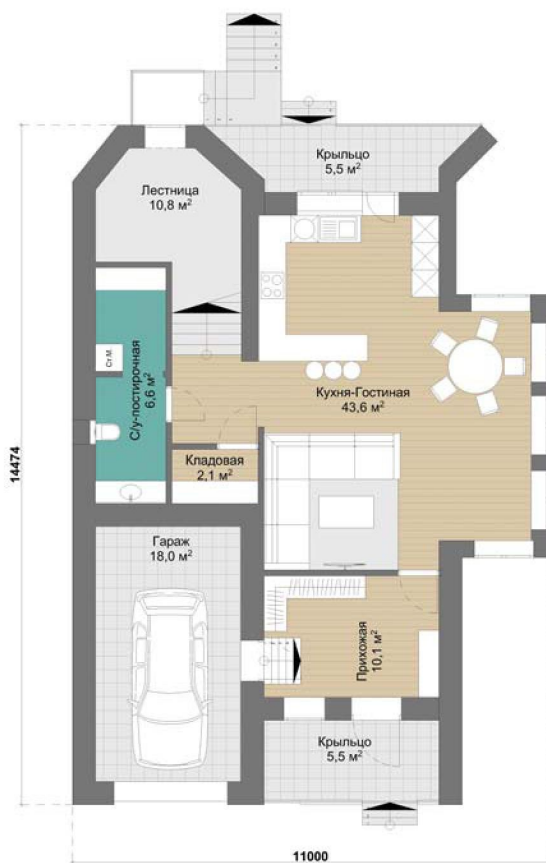 Крыльцо
5,5 м²
Лестница
10,8 м²
Ст.М.
С/у-постирочная
6,6 м²
Кухня-Гостиная
43,6 м²
Кладовая
2,1 м²
14474
Гараж
18,0 м²
Прихожая
10,1 м²
Крыльцо
5,5 м²
11000